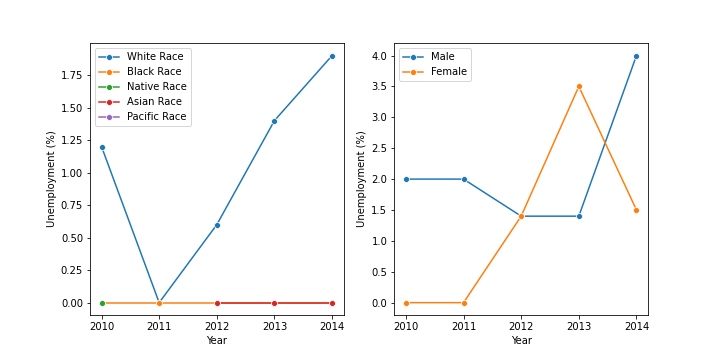 White Race
Black Race
Native Race
Asian Race
Pacific Race
Unemployment (%)
1.75
1.50
1.25
1.00
0.75
0.50
0.25
0.00
2010 2011 2012 2013 2014
Year
Male
Female
Unemployment (%)
4.0
3.5
3.0
2.5
2.0
1.5
1.0
0.5
0.0
2010 2011 2012 2013 2014
Year